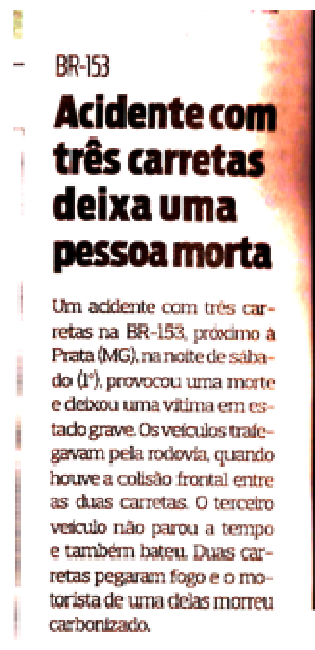 BR-153
Acidente com
três carretas
deixa uma
pessoa morta
Um acidente com três car-
retas na BR-153, próximo à
Prata (MG), na noite de sába-
do (1º), provocou uma morte
e deixou uma vítima em es-
tado grave. Os veículos trafe-
gavam pela rodovia, quando
houve a colisão frontal entre
as duas carretas. O terceiro
veículo não parou a tempo
e também bateu. Duas car-
retas pegaram fogo e o mo-
torista de uma delas morreu
carbonizado.